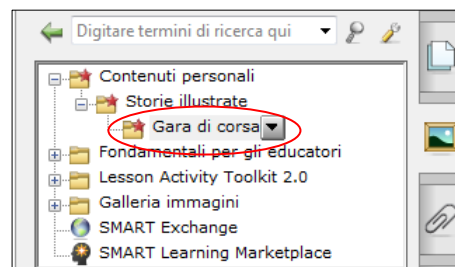 Digitare termini di ricerca qui
Contenuti personali
Storie illustrate
Gara di corsa
Fondamentali per gli educatori
Lesson Activity Toolkit 2.0
Galleria immagini
SMART Exchange
SMART Learning Marketplace